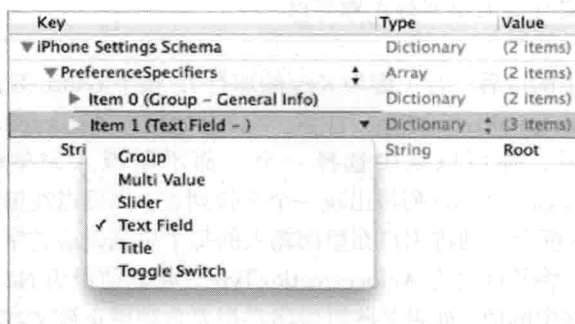 Key Type Value
iPhone Settings Schema Dictionary (2 items)
PreferenceSpecifiers Array (2 items)
Item 0 (Group – General Info) Dictionary (2 items)
Item 1 (Text Field – ) Dictionary (3 items)
Stri String Root
Group
Multi Value
Slider
✓ Text Field
Title
Toggle Switch